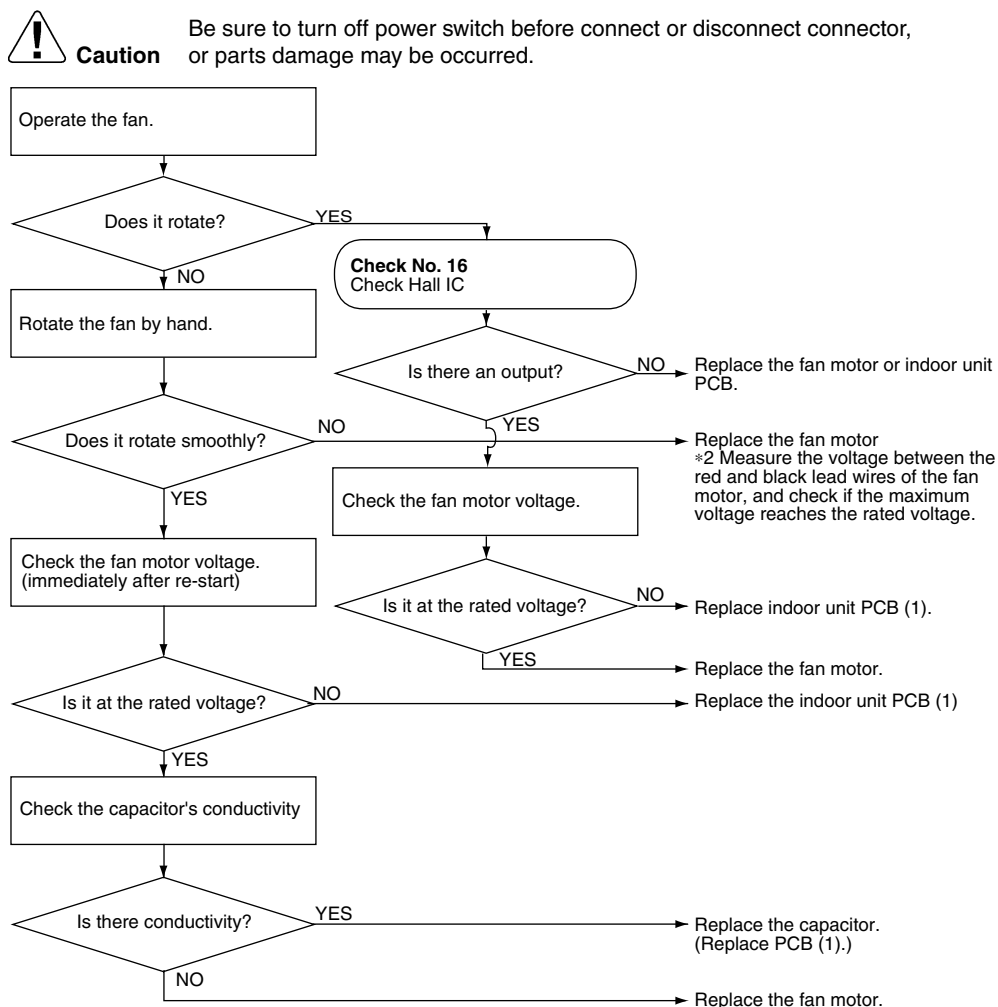 Be sure to turn off power switch before connect or disconnect connector,
Caution or parts damage may be occurred.
Operate the fan.
Does it rotate?
YES
NO
Check No. 16
Check Hall IC
Rotate the fan by hand.
Is there an output?
NO
Replace the fan motor or indoor unit
PCB.
YES
Does it rotate smoothly?
NO
Replace the fan motor
*2 Measure the voltage between the
red and black lead wires of the fan
motor, and check if the maximum
voltage reaches the rated voltage.
YES
Check the fan motor voltage.
Check the fan motor voltage.
(immediately after re-start)
Is it at the rated voltage?
NO
Replace indoor unit PCB (1).
YES
Replace the fan motor.
Is it at the rated voltage?
NO
Replace the indoor unit PCB (1)
YES
Check the capacitor's conductivity
Is there conductivity?
YES
Replace the capacitor.
(Replace PCB (1).)
NO
Replace the fan motor.